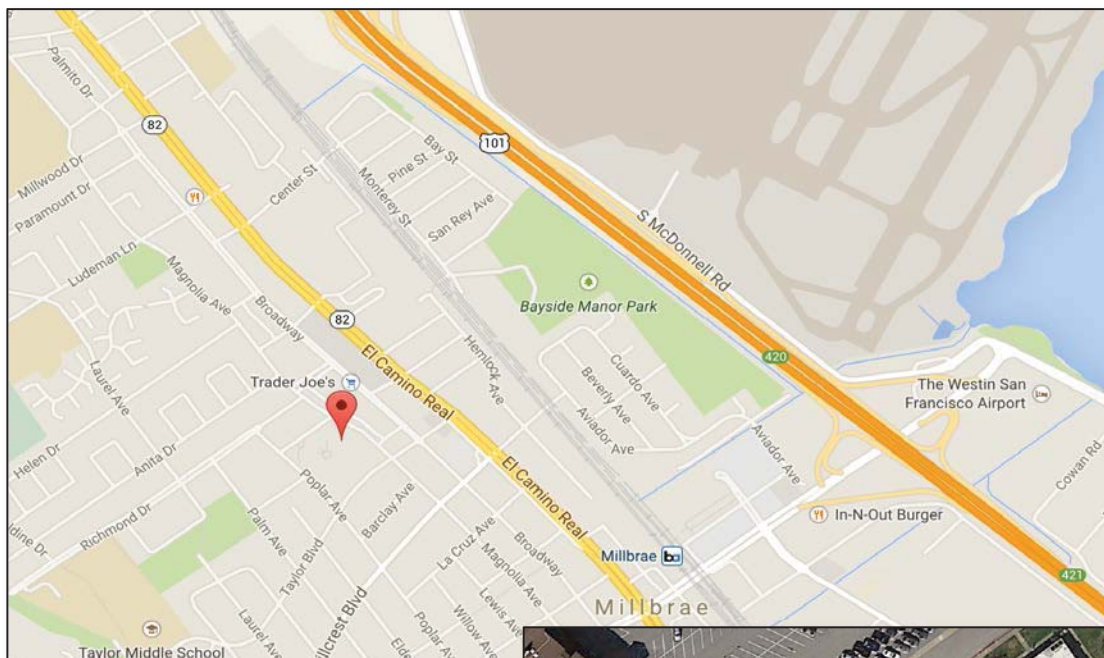 Palmito Dr
82
101
Bay St
Pine St
Center St
Monterey St
San Rey Ave
Millwood Dr
Paramount Dr
Ludeman Ln
Magnolia Ave
Broadway
S McDonnell Rd
Bayside Manor Park
82
El Camino Real
Hemlock Ave
Trader Joe's
Laurel Ave
Cuardo Ave
Beverly Ave
Aviador Ave
Aviador Ave
420
The Westin San
Francisco Airport
Cowan Rd
Helen Dr
Anita Dr
Richmond Dr
Poplar Ave
Barclay Ave
El Camino Real
In-N-Out Burger
Palm Ave
Taylor Blvd
La Cruz Ave
Broadway
Magnolia Ave
Lewis Ave
Willow Ave
Poplar Ave
Millbrae
ba
421
Millbrae
Taylor Middle School
Laurel Ave
illcrest Blvd
Elde
ldine Dr